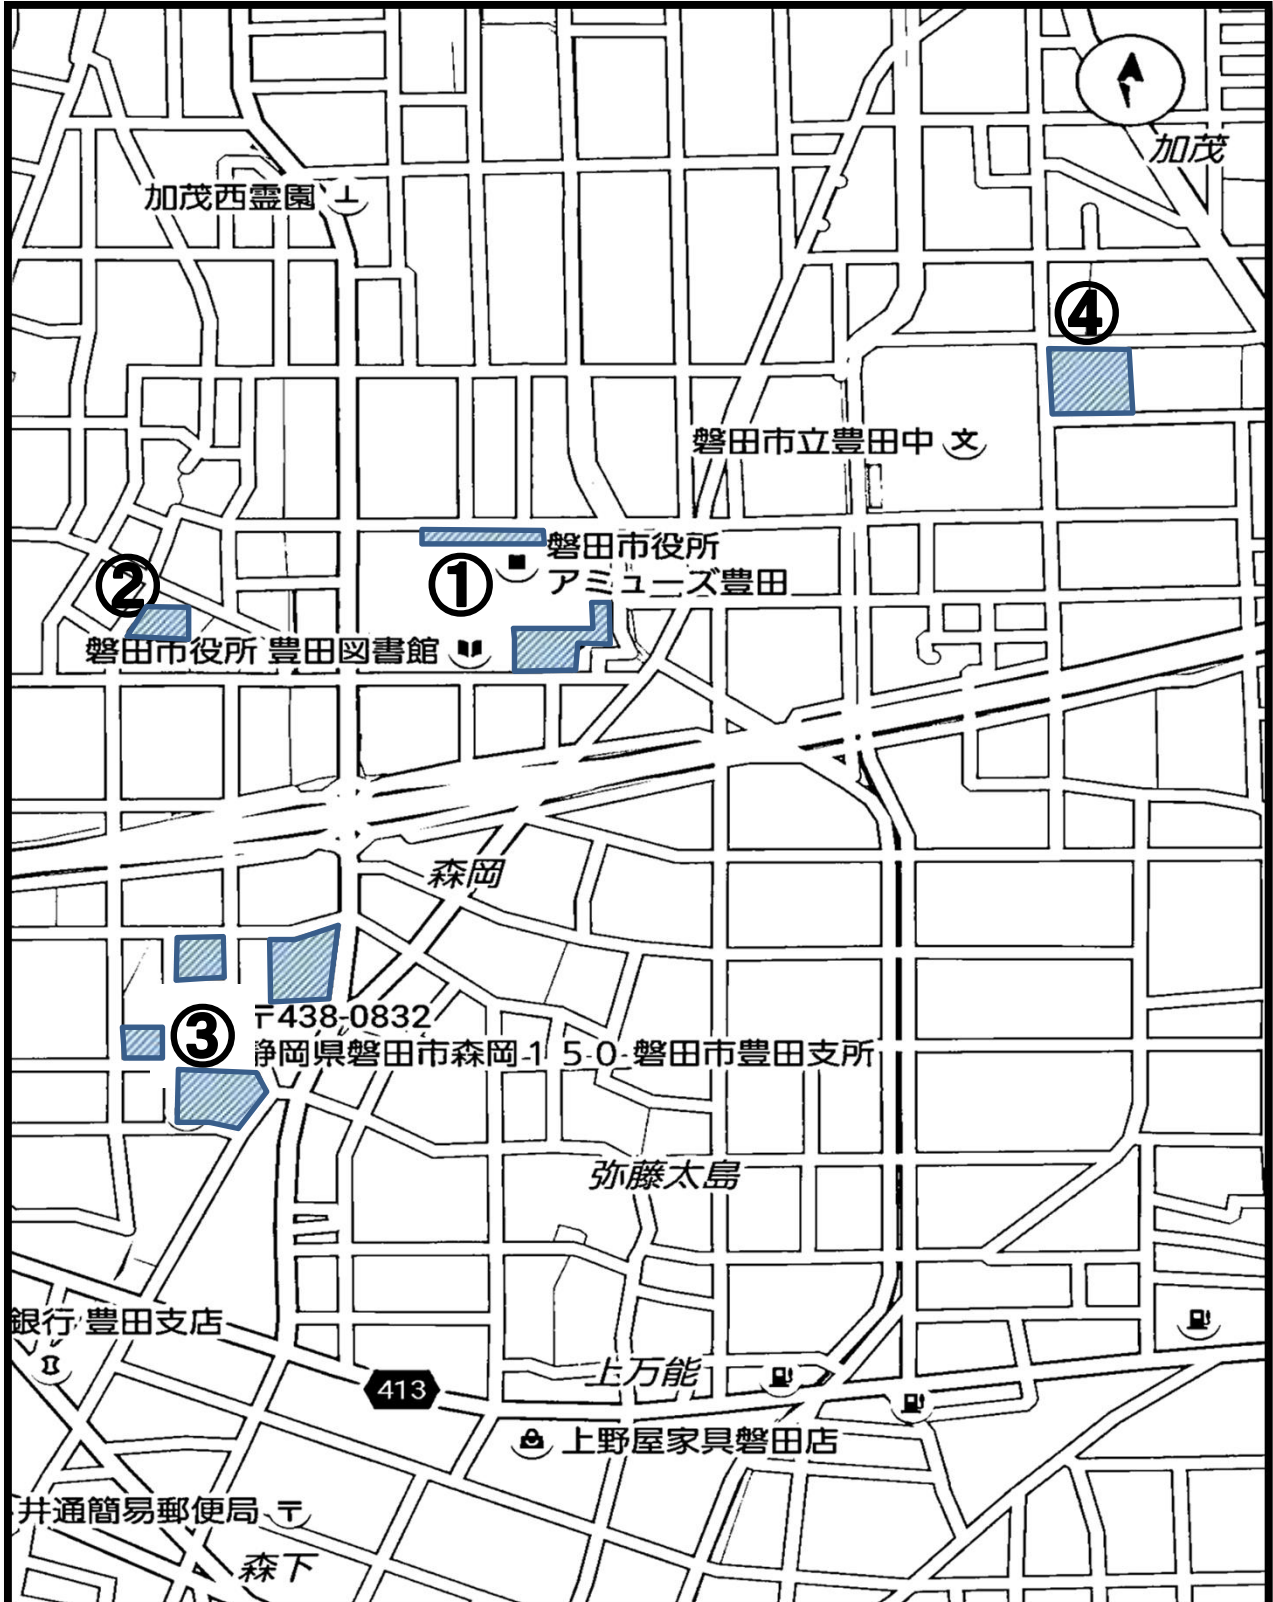 加茂
加茂西霊園
④
磐田市立豊田中
文
磐田市役所
アミューズ豊田
①
②
磐田市役所 豊田図書館
森岡
③
〒438-0832
静岡県磐田市森岡150 磐田市豊田支所
弥藤太島
銀行 豊田支店
上万能
413
上野屋家具磐田店
井通簡易郵便局
〒
森下